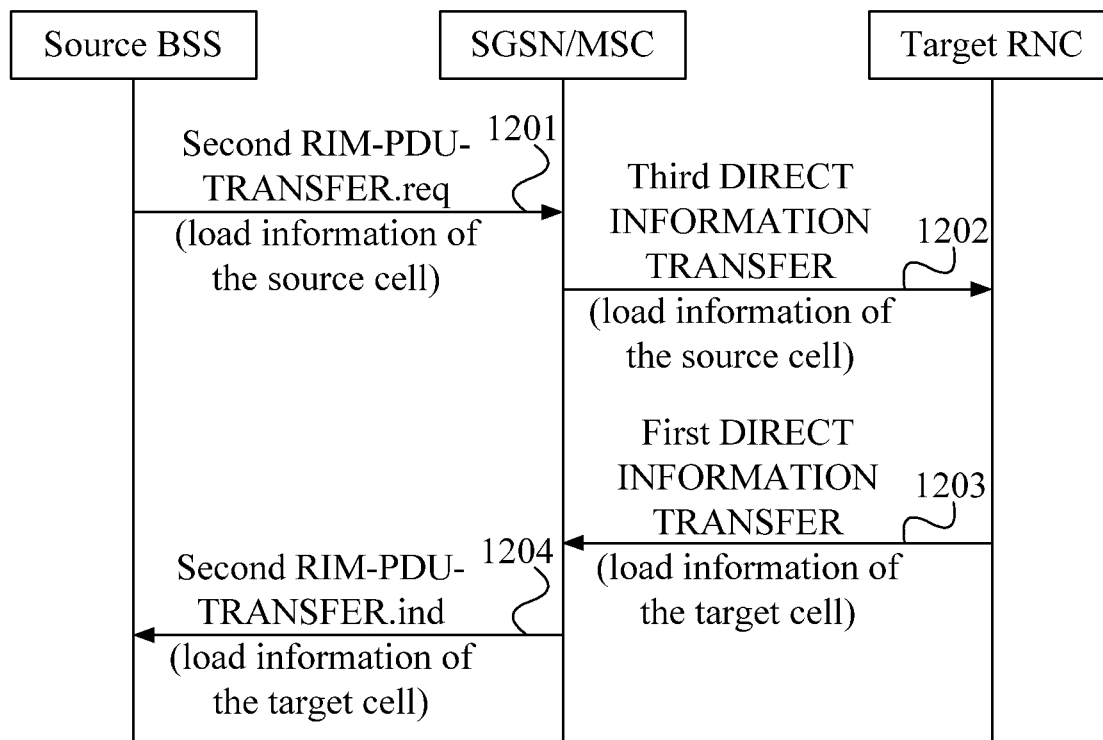 Source BSS
SGSN/MSC
Target RNC
Second RIM-PDU-
TRANSFER.req
(load information of
the source cell)
1201
Third DIRECT
INFORMATION
TRANSFER
(load information of
the source cell)
1202
First DIRECT
INFORMATION
TRANSFER
(load information of
the target cell)
1203
Second RIM-PDU-
TRANSFER.ind
(load information of
the target cell)
1204